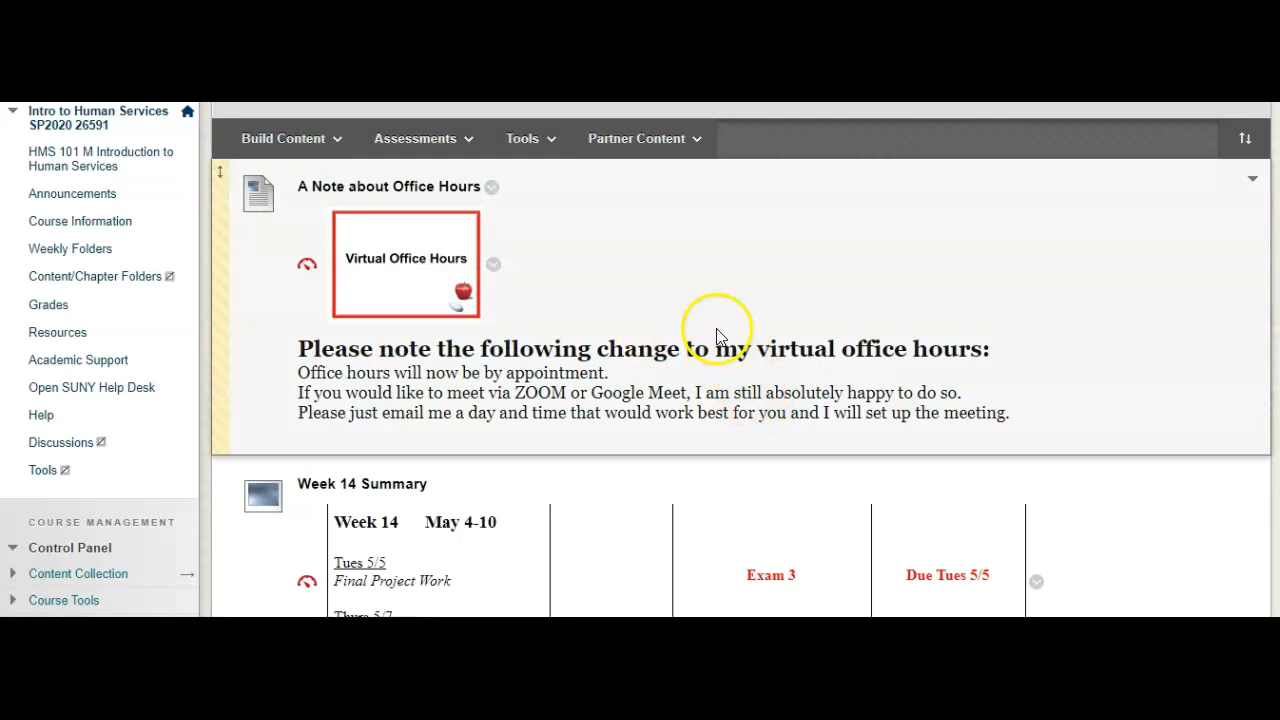 Intro to Human Services
SP2020 26591
HMS 101 M Introduction to
Human Services
Announcements
Course Information
Weekly Folders
Content/Chapter Folders
Grades
Resources
Academic Support
Open SUNY Help Desk
Help
Discussions
Tools
COURSE MANAGEMENT
Control Panel
Content Collection
Course Tools
Build Content Assessments Tools Partner Content
A Note about Office Hours
Virtual Office Hours
Please note the following change to my virtual office hours:
Office hours will now be by appointment.
If you would like to meet via ZOOM or Google Meet, I am still absolutely happy to do so.
Please just email me a day and time that would work best for you and I will set up the meeting.
Week 14 Summary
Week 14 May 4-10
Tues 5/5
Final Project Work
Exam 3
Due Tues 5/5
Thurs 5/7